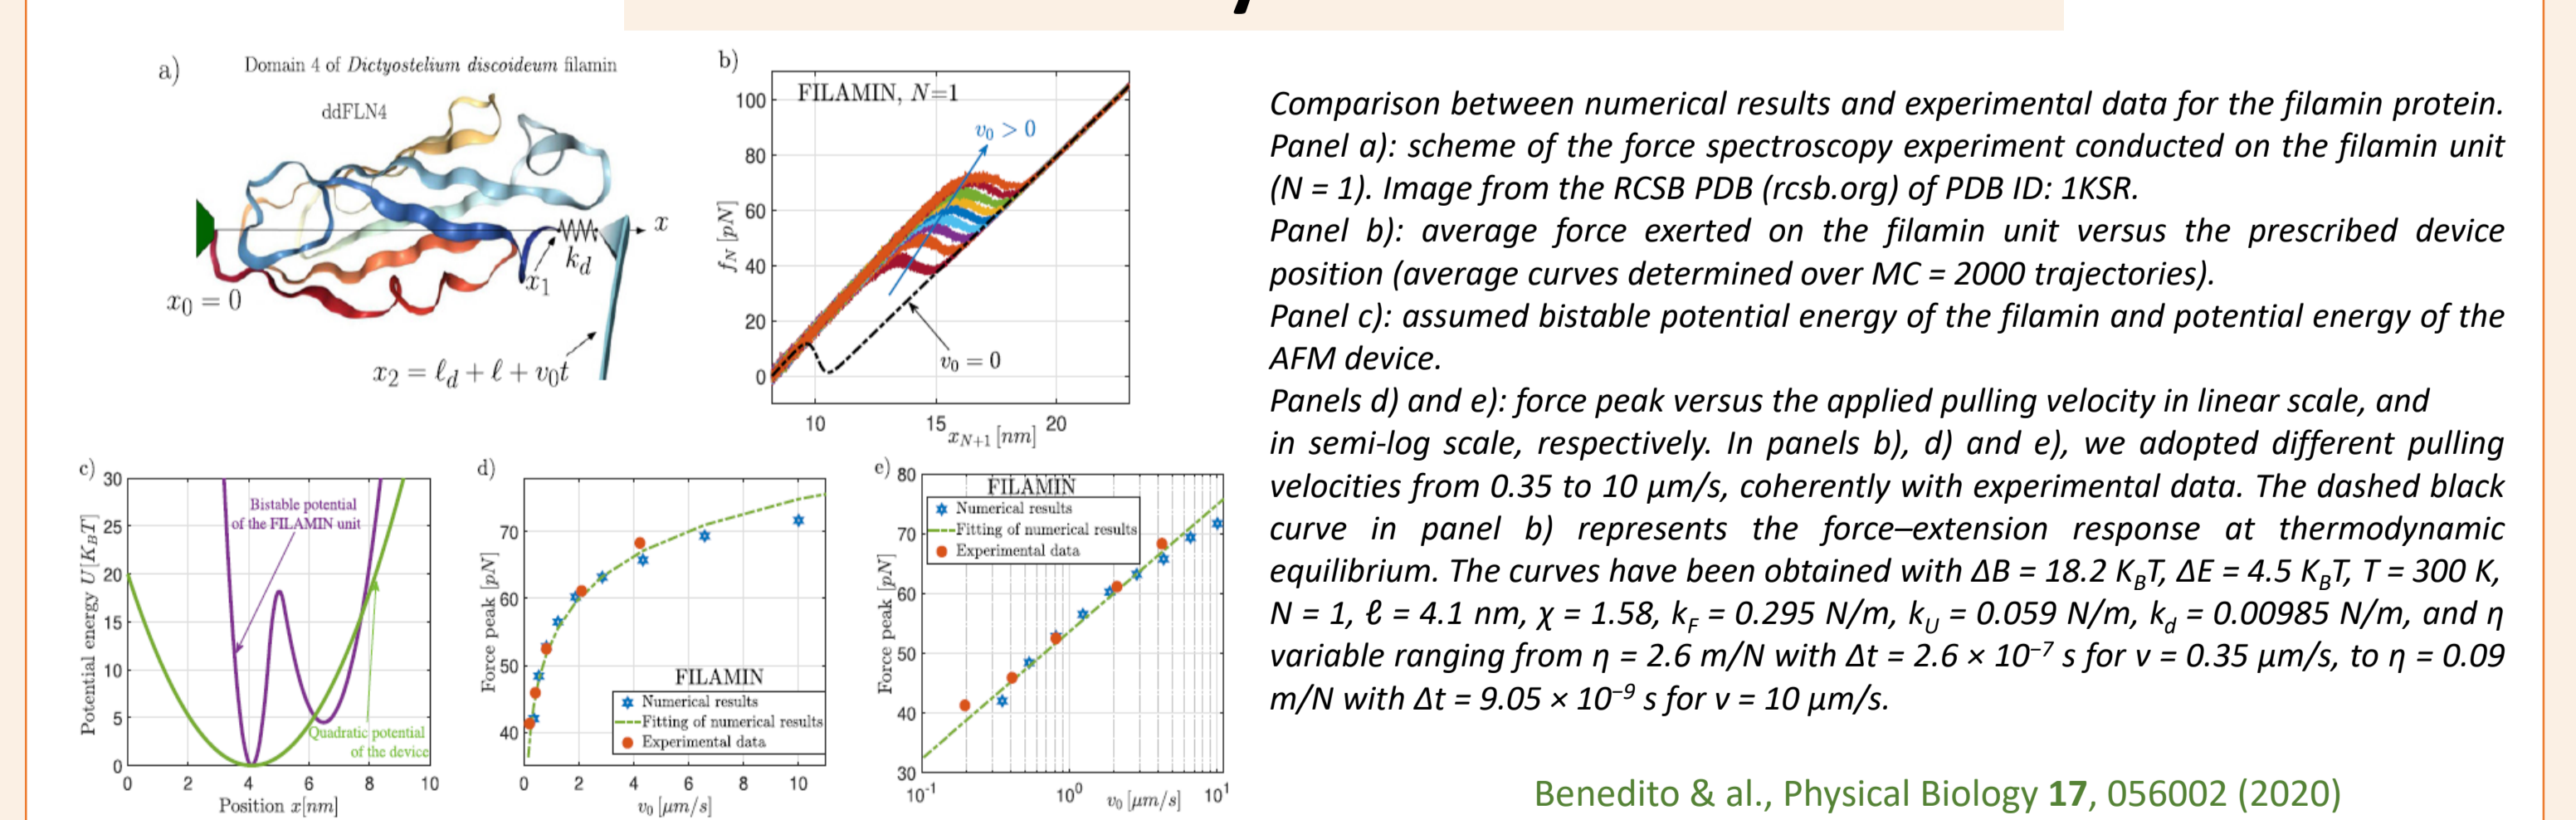 a)
Domain 4 of Dictyostelium discoideum filamin
ddFLN4
x
k_d
x_1
x_0 = 0
x_2 = ℓ_d + ℓ + v_0t
b)
FILAMIN, N=1
v_0 > 0
v_0 = 0
f_N [pN]
100
80
60
40
20
0
10
15
20
x_{N+1} [nm]
c)
Bistable potential
of the FILAMIN unit
Quadratic potential
of the device
Potential energy U[K_BT]
30
25
20
15
10
5
0
0 2 4 6 8 10
Position x[nm]
d)
Force peak [pN]
70
60
50
40
FILAMIN
Numerical results
Fitting of numerical results
Experimental data
0 2 4 6 8 10
v_0 [μm/s]
e)
Force peak [pN]
80
70
60
50
40
30
FILAMIN
Numerical results
Fitting of numerical results
Experimental data
10^{-1} 10^0 10^1
v_0 [μm/s]
Comparison between numerical results and experimental data for the filamin protein.
Panel a): scheme of the force spectroscopy experiment conducted on the filamin unit
(N = 1). Image from the RCSB PDB (rcsb.org) of PDB ID: 1KSR.
Panel b): average force exerted on the filamin unit versus the prescribed device
position (average curves determined over MC = 2000 trajectories).
Panel c): assumed bistable potential energy of the filamin and potential energy of the
AFM device.
Panels d) and e): force peak versus the applied pulling velocity in linear scale, and
in semi-log scale, respectively. In panels b), d) and e), we adopted different pulling
velocities from 0.35 to 10 μm/s, coherently with experimental data. The dashed black
curve in panel b) represents the force–extension response at thermodynamic
equilibrium. The curves have been obtained with ΔB = 18.2 K_BT, ΔE = 4.5 K_BT, T = 300 K,
N = 1, ℓ = 4.1 nm, χ = 1.58, k_F = 0.295 N/m, k_U = 0.059 N/m, k_d = 0.00985 N/m, and η
variable ranging from η = 2.6 m/N with Δt = 2.6 × 10^{−7} s for v = 0.35 μm/s, to η = 0.09
m/N with Δt = 9.05 × 10^{−9} s for v = 10 μm/s.
Benedito & al., Physical Biology 17, 056002 (2020)